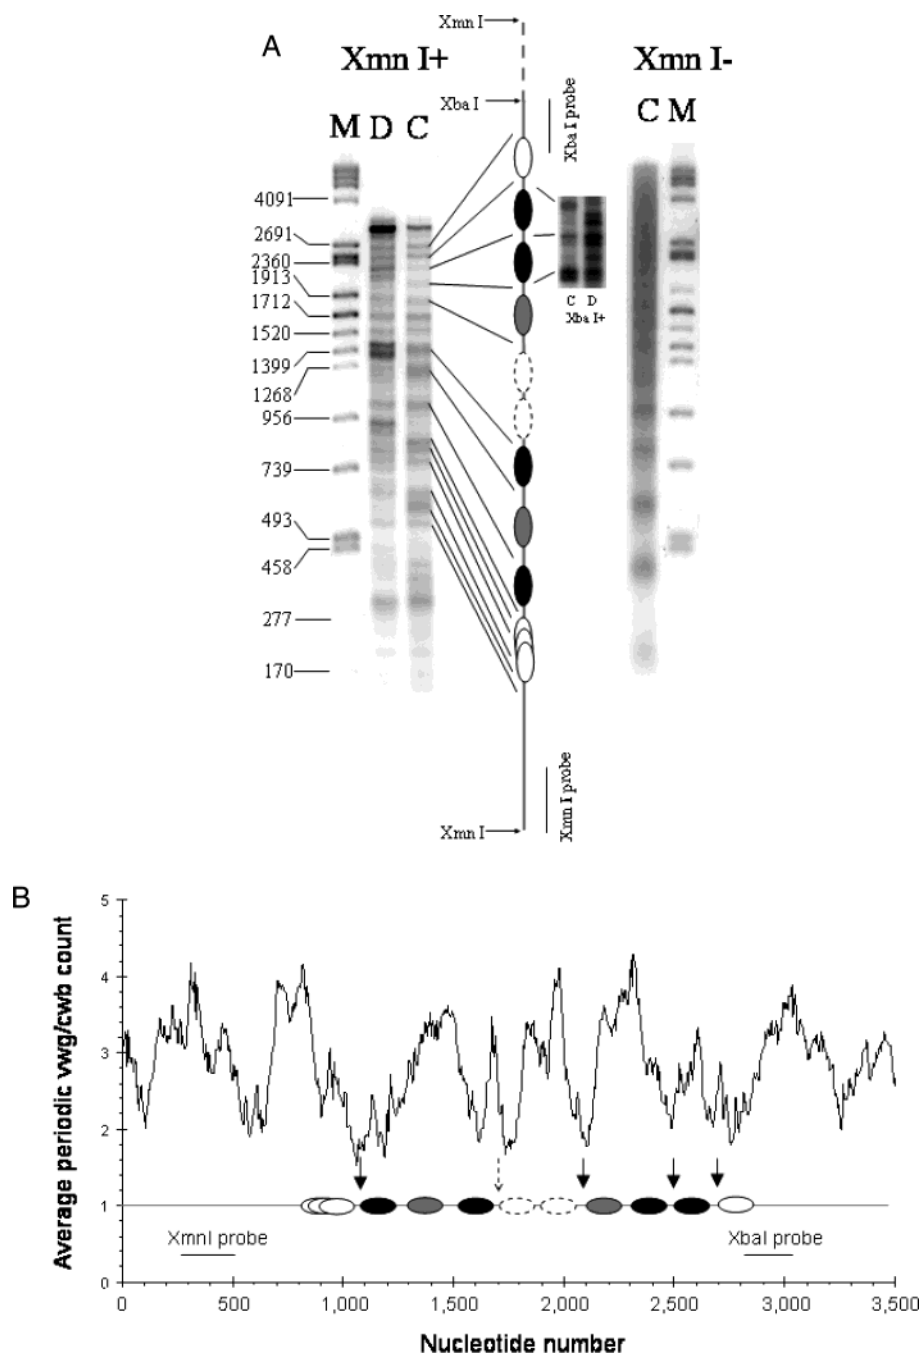 A
Xmn I
Xmn I+
Xmn I-
Xba I
Xba I probe
M D C
C M
4091
2691
2360
1913
1712
1520
1399
1268
956
739
493
458
277
170
C D
Xba I+
Xmn I probe
Xmn I
B
Average periodic vwg/cwb count
5
4
3
2
1
0
XmnI probe
XbaI probe
0 500 1,000 1,500 2,000 2,500 3,000 3,500
Nucleotide number